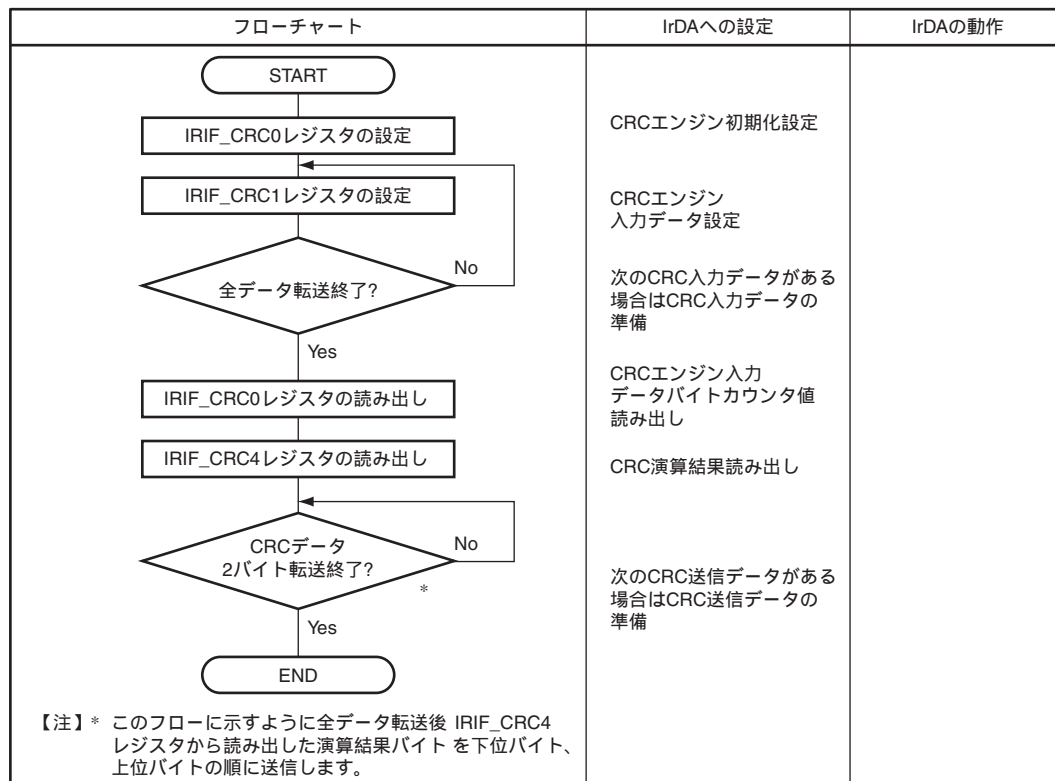 フローチャート
IrDAへの設定
IrDAの動作
START
IRIF_CRC0レジスタの設定
CRCエンジン初期化設定
IRIF_CRC1レジスタの設定
CRCエンジン
入力データ設定
全データ転送終了?
No
次のCRC入力データがある
場合はCRC入力データの
準備
Yes
IRIF_CRC0レジスタの読み出し
CRCエンジン入力
データバイトカウンタ値
読み出し
IRIF_CRC4レジスタの読み出し
CRC演算結果読み出し
CRCデータ
2バイト転送終了?
No
*
次のCRC送信データがある
場合はCRC送信データの
準備
Yes
END
【注】* このフローに示すように全データ転送後 IRIF_CRC4
レジスタから読み出した演算結果バイト を下位バイト、
上位バイトの順に送信します。